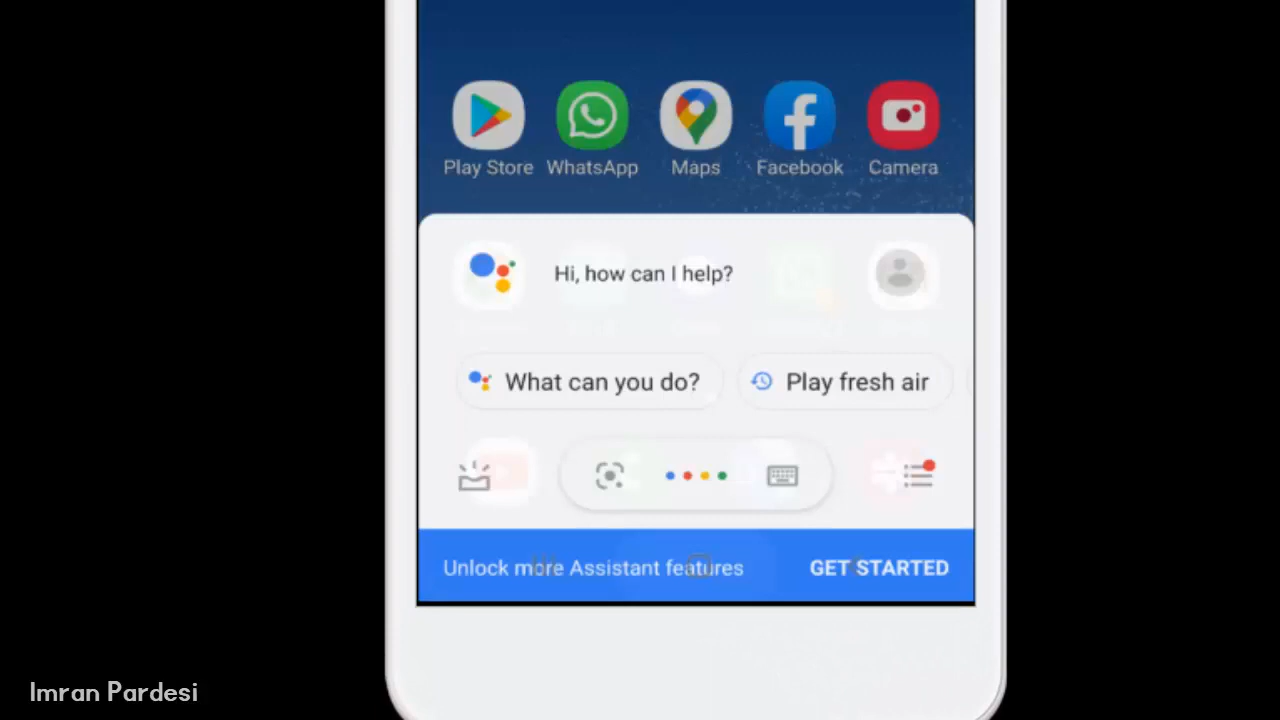 Play Store WhatsApp Maps Facebook Camera
Hi, how can I help?
What can you do? Play fresh air
Unlock more Assistant features GET STARTED
Imran Pardesi